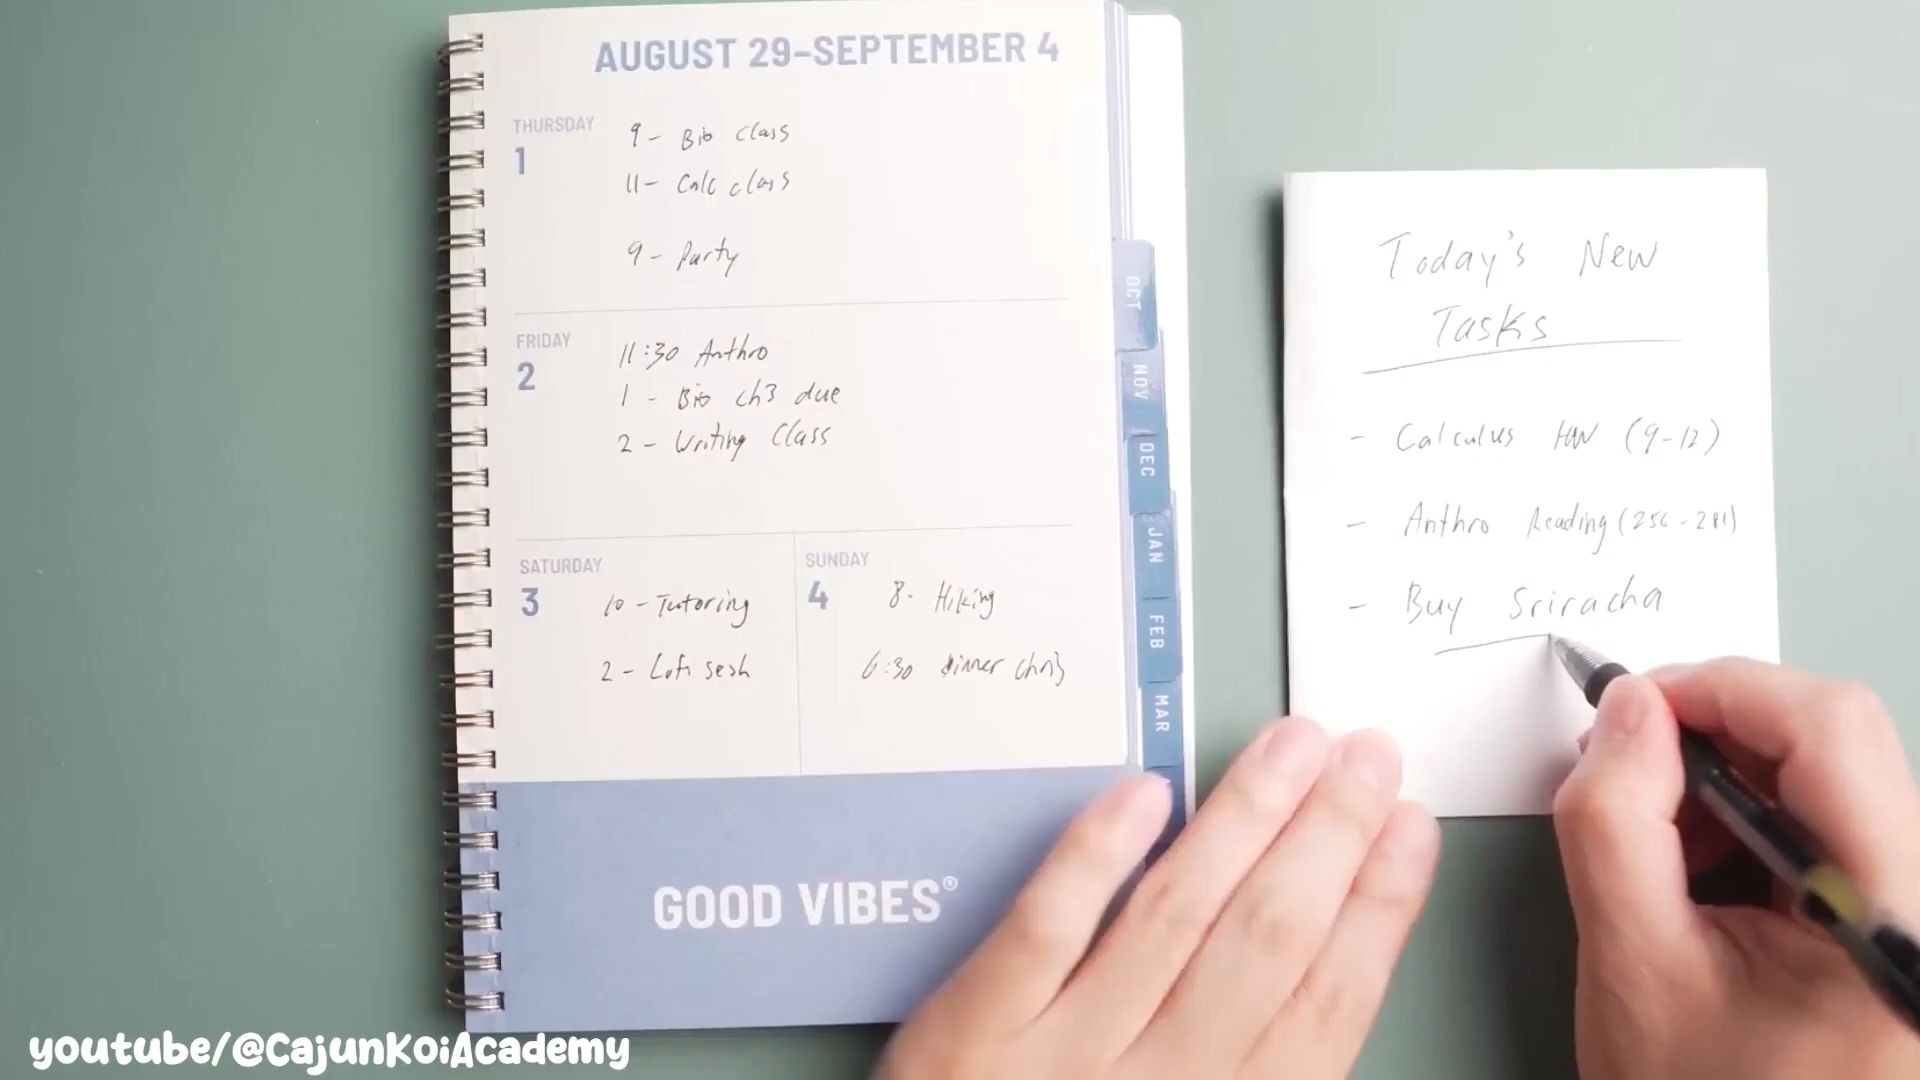 AUGUST 29–SEPTEMBER 4
THURSDAY
1
9 - Bio class
11 - Calc class
9 - Party
FRIDAY
2
11:30 Anthro
1 - Bio ch3 due
2 - Writing Class
SATURDAY
3
10 - Tutoring
2 - Lofi sesh
SUNDAY
4
8. Hiking
6:30 dinner chris
GOOD VIBES®
OCT
NOV
DEC
JAN
FEB
MAR
Today's New
Tasks
- Calculus HW (9-12)
- Anthro Reading (256-281)
- Buy Sriracha
youtube/@CajunKoiAcademy